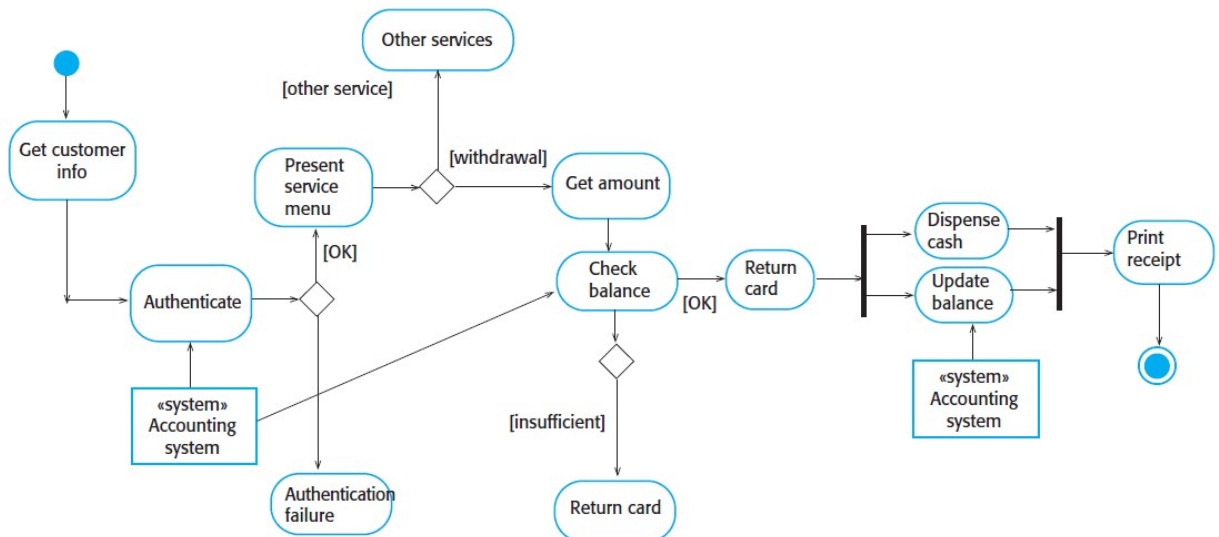 Other services
[other service]
Get customer
info
Present
service
menu
[withdrawal]
Get amount
[OK]
Authenticate
Check
balance
[OK]
Return
card
Dispense
cash
Update
balance
Print
receipt
«system»
Accounting
system
[insufficient]
«system»
Accounting
system
Authentication
failure
Return card